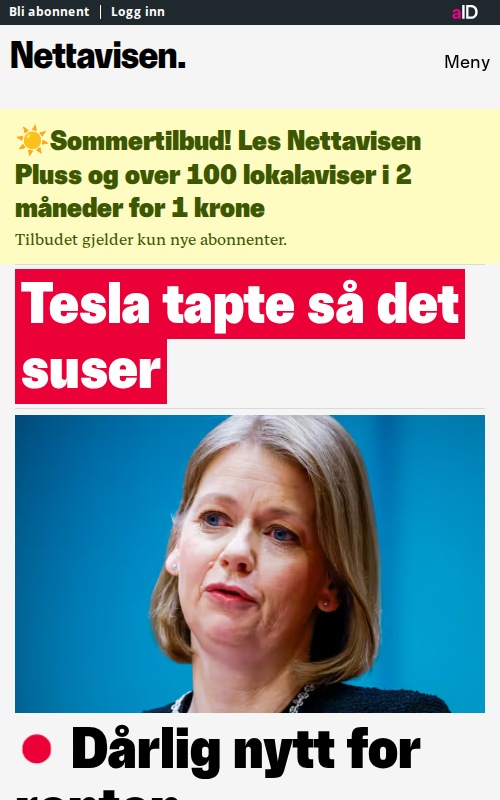 Bli abonnent | Logg inn
aID
Nettavisen.
Meny
☀️Sommertilbud! Les Nettavisen
Pluss og over 100 lokalaviser i 2
måneder for 1 krone
Tilbudet gjelder kun nye abonnenter.
Tesla tapte så det
suser
Dårlig nytt for